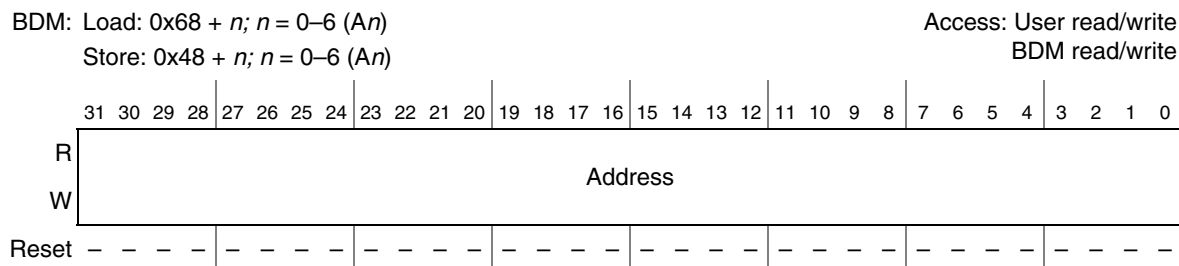 BDM: Load: 0x68 + n; n = 0–6 (An) Access: User read/write
Store: 0x48 + n; n = 0–6 (An) BDM read/write
31 30 29 28 27 26 25 24 23 22 21 20 19 18 17 16 15 14 13 12 11 10 9 8 7 6 5 4 3 2 1 0
R
Address
W
Reset – – – – – – – – – – – – – – – – – – – – – – – – – – – – – – – –